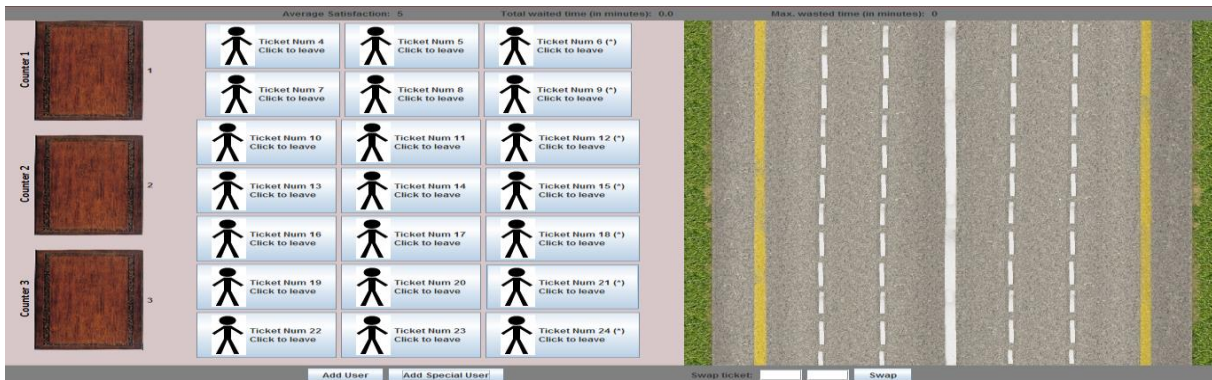 Average Satisfaction: 5 Total waited time (in minutes): 0.0 Max. wasted time (in minutes): 0
Counter 1
1
Counter 2
2
Counter 3
3
Ticket Num 4
Click to leave
Ticket Num 5
Click to leave
Ticket Num 6 (*)
Click to leave
Ticket Num 7
Click to leave
Ticket Num 8
Click to leave
Ticket Num 9 (*)
Click to leave
Ticket Num 10
Click to leave
Ticket Num 11
Click to leave
Ticket Num 12 (*)
Click to leave
Ticket Num 13
Click to leave
Ticket Num 14
Click to leave
Ticket Num 15 (*)
Click to leave
Ticket Num 16
Click to leave
Ticket Num 17
Click to leave
Ticket Num 18 (*)
Click to leave
Ticket Num 19
Click to leave
Ticket Num 20
Click to leave
Ticket Num 21 (*)
Click to leave
Ticket Num 22
Click to leave
Ticket Num 23
Click to leave
Ticket Num 24 (*)
Click to leave
Add User Add Special User Swap ticket: Swap